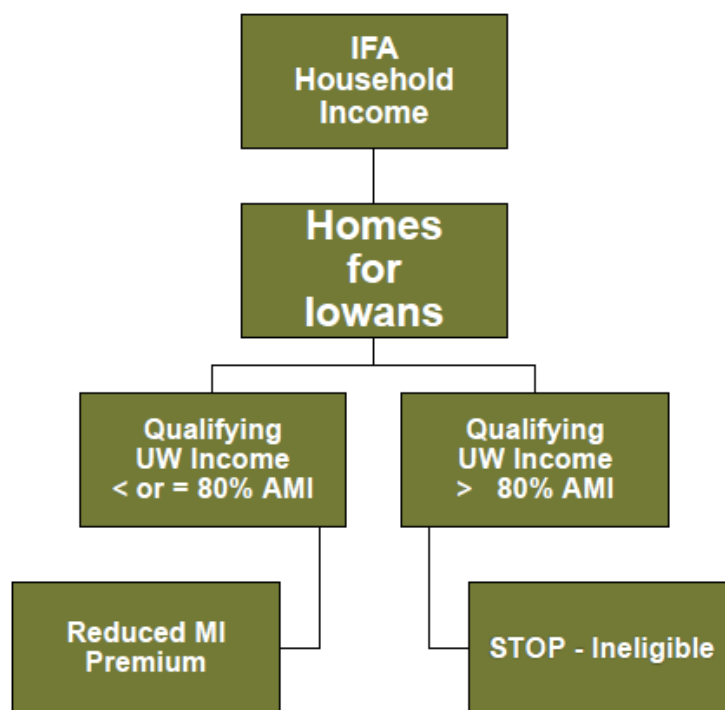 IFA
Household
Income
Homes
for
Iowans
Qualifying
UW Income
< or = 80% AMI
Qualifying
UW Income
> 80% AMI
Reduced MI
Premium
STOP - Ineligible